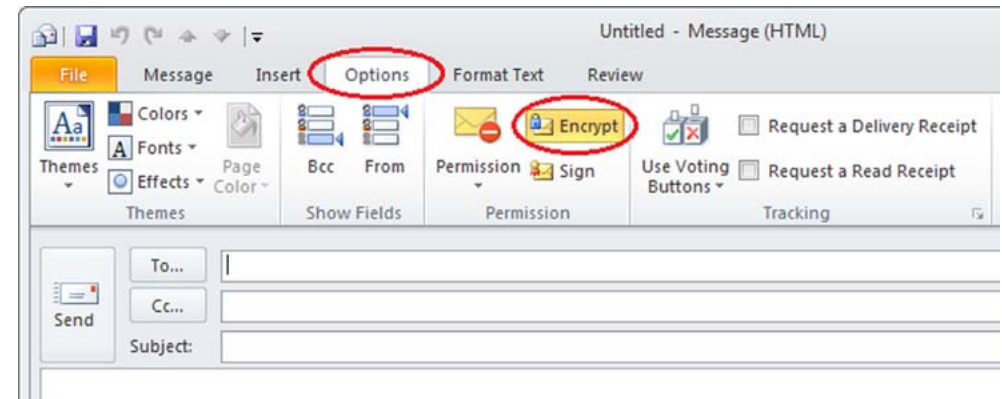 Untitled - Message (HTML)
File Message Insert Options Format Text Review
Aa Colors Encrypt Request a Delivery Receipt
A Fonts
Themes Page Bcc From Permission Sign Use Voting Request a Read Receipt
Effects Color Buttons
Themes Show Fields Permission Tracking
To...
Send Cc...
Subject: